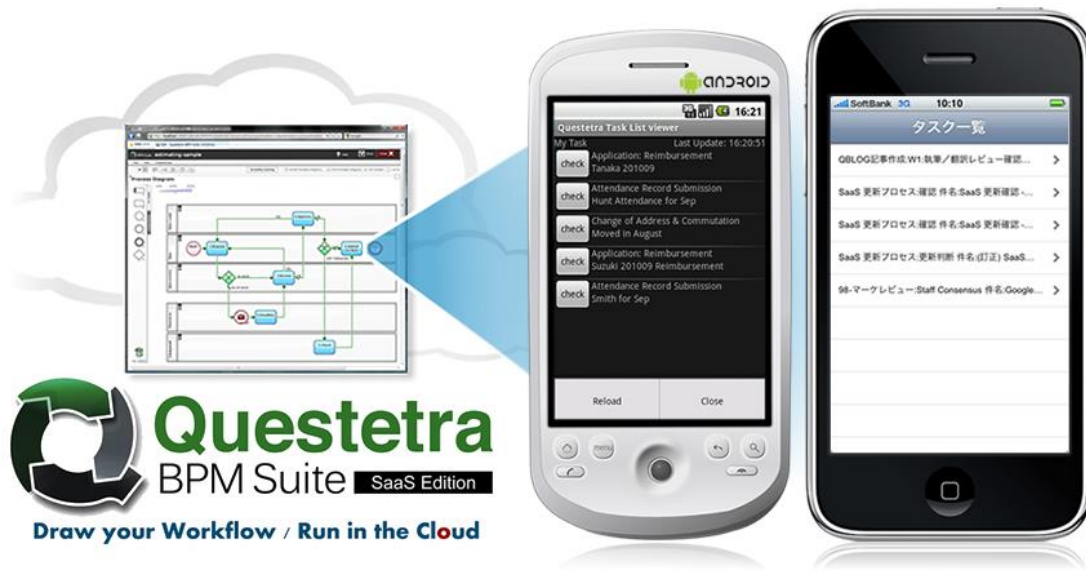 Questetra
BPM Suite SaaS Edition
Draw your Workflow / Run in the Cloud
ANDROID
3G 16:21
Questetra Task List viewer
My Task Last Update: 16:20:51
check Application: Reimbursement
Tanaka 201009
check Attendance Record Submission
Hunt Attendance for Sep
check Change of Address & Commutation
Moved in August
check Application: Reimbursement
Suzuki 201009 Reimbursement
check Attendance Record Submission
Smith for Sep
Reload Close
menu
SoftBank 3G 10:10
タスク一覧
QBLOG記事作成:W1:執筆／翻訳レビュー確認...
SaaS 更新プロセス:確認 件名:SaaS 更新確認 -...
SaaS 更新プロセス:確認 件名:SaaS 更新確認 -...
SaaS 更新プロセス:更新判断 件名:(訂正) SaaS...
98-マーケレビュー:Staff Consensus 件名:Google...